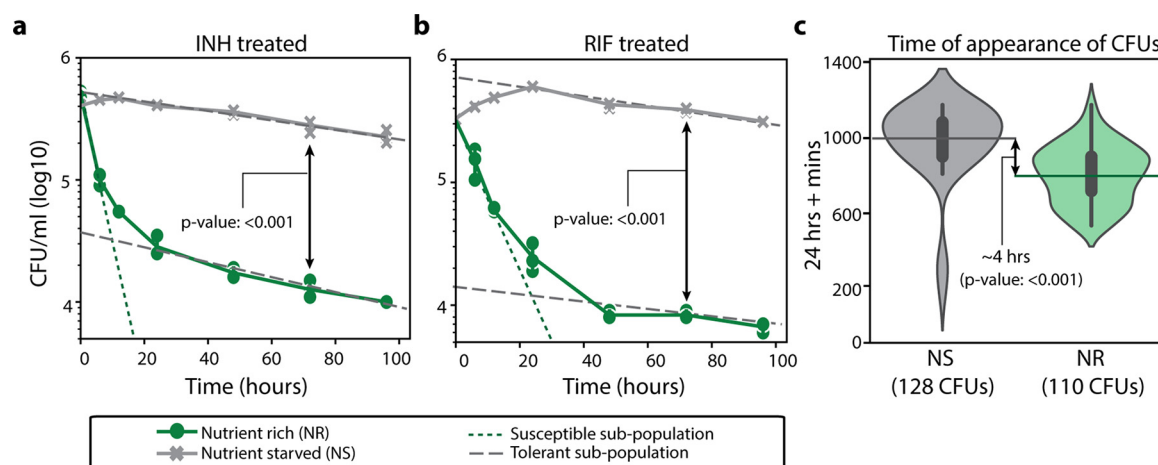 a
INH treated
6
5
4
CFU/ml (log10)
p-value: <0.001
0 20 40 60 80 100
Time (hours)
b
RIF treated
6
5
4
p-value: <0.001
0 20 40 60 80 100
Time (hours)
c
Time of appearance of CFUs
1400
1000
600
200
0
24 hrs + mins
~4 hrs
(p-value: <0.001)
NS
(128 CFUs)
NR
(110 CFUs)
Nutrient rich (NR)
Nutrient starved (NS)
Susceptible sub-population
Tolerant sub-population